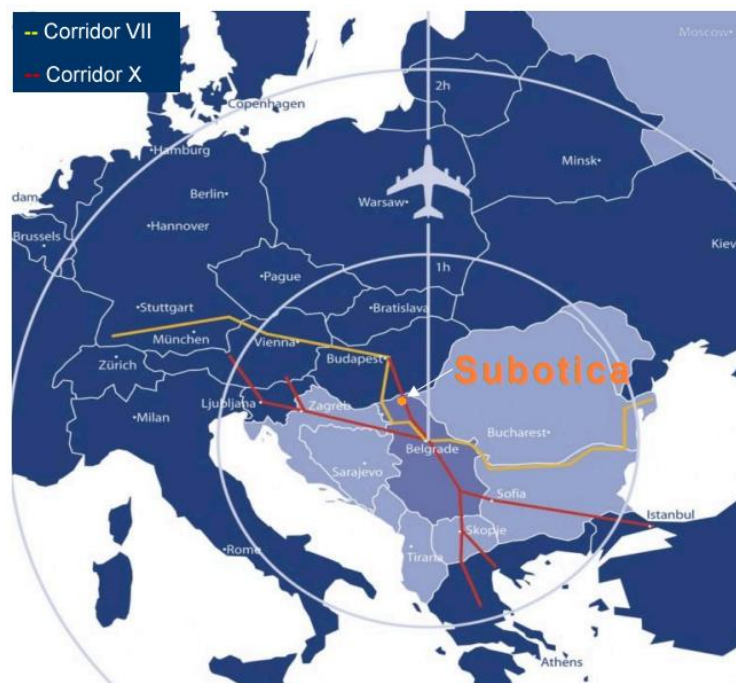 -- Corridor VII
-- Corridor X
Moscow
2h
Copenhagen
Hamburg
Minsk
Berlin
dam
Warsaw
Hannover
Brussels
Kiev
1h
Pague
Stuttgart
Bratislava
München
Vienna
Budapest
Zürich
Subotica
Ljubljana
Zagreb
Milan
Bucharest
Belgrade
Sarajevo
Sofia
Istanbul
Skopje
Rome
Tirana
Athens